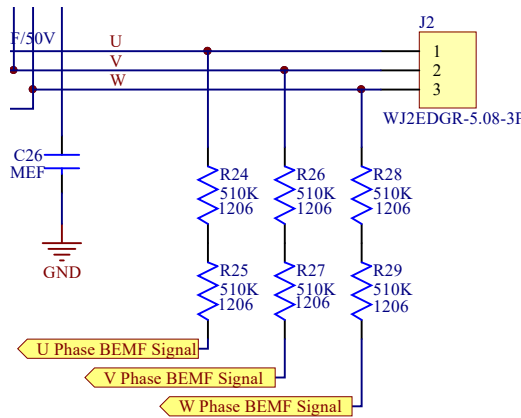 J2
F/50V
U
V
W
1
2
3
WJ2EDGR-5.08-3P
C26
MEF
GND
R24
510K
1206
R26
510K
1206
R28
510K
1206
R25
510K
1206
R27
510K
1206
R29
510K
1206
U Phase BEMF Signal
V Phase BEMF Signal
W Phase BEMF Signal